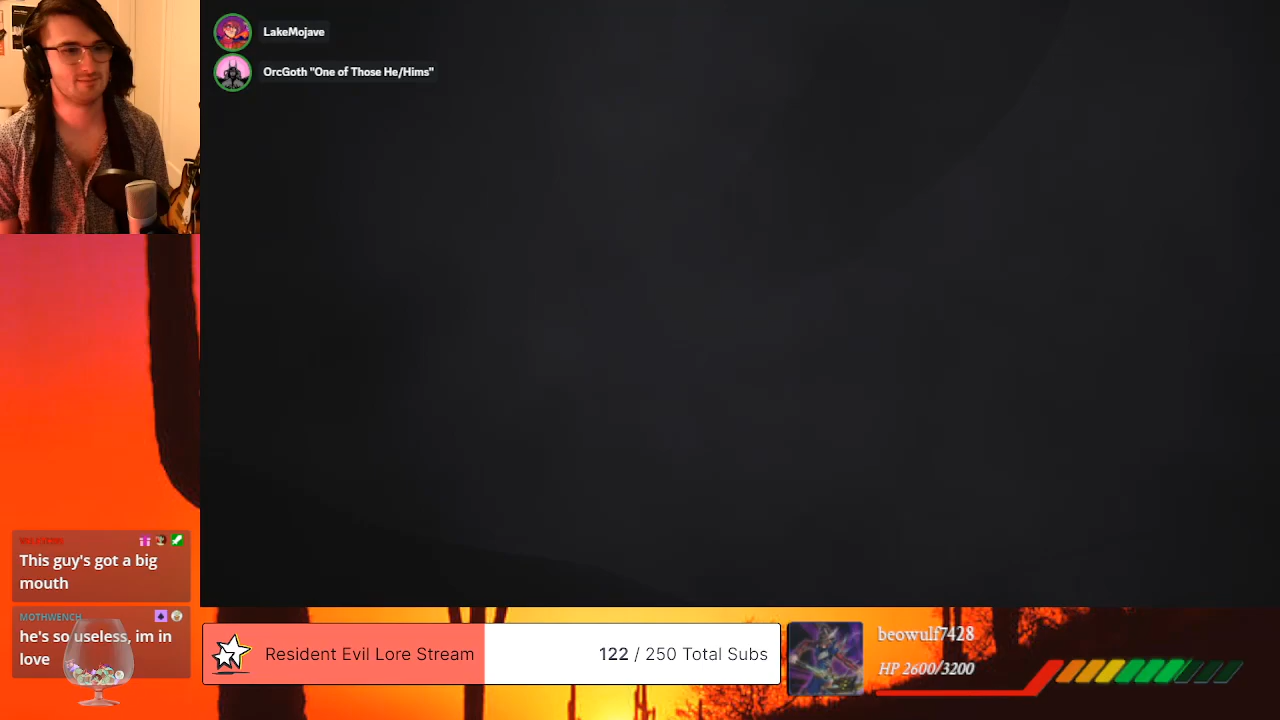 LakeMojave
OrcGoth "One of Those He/Hims"
This guy's got a big
mouth
MOTHWENCH
he's so useless, im in
love
Resident Evil Lore Stream
122 / 250 Total Subs
beowulf7428
HP 2600/3200